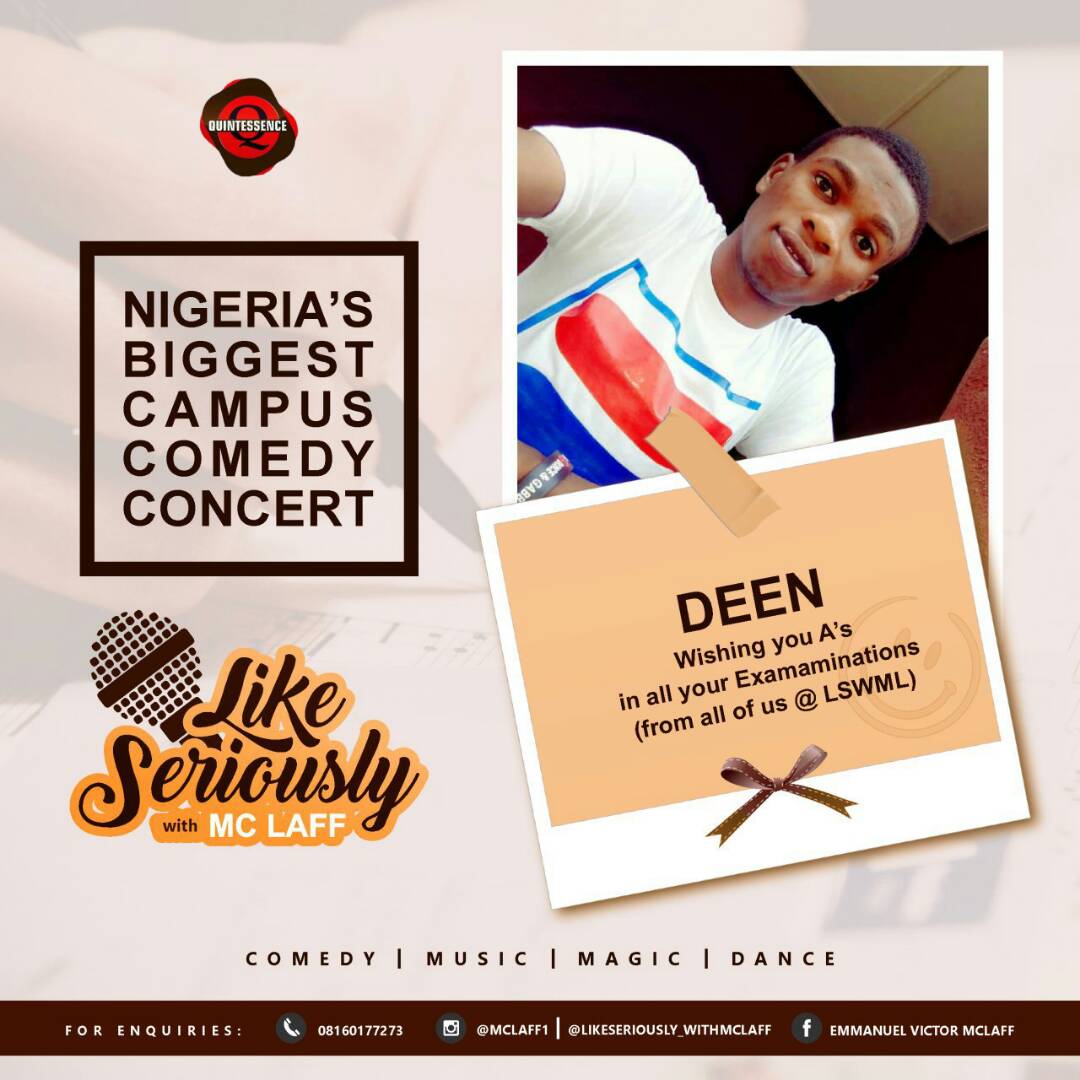 QUINTESSENCE
NIGERIA'S
BIGGEST
CAMPUS
COMEDY
CONCERT
Like
Seriously
with MC LAFF
DEEN
Wishing you A's
in all your Examaminations
(from all of us @ LSWML)
COMEDY | MUSIC | MAGIC | DANCE
FOR ENQUIRIES: 08160177273 @MCLAFF1 | @LIKESERIOUSLY_WITHMCLAFF f EMMANUEL VICTOR MCLAFF